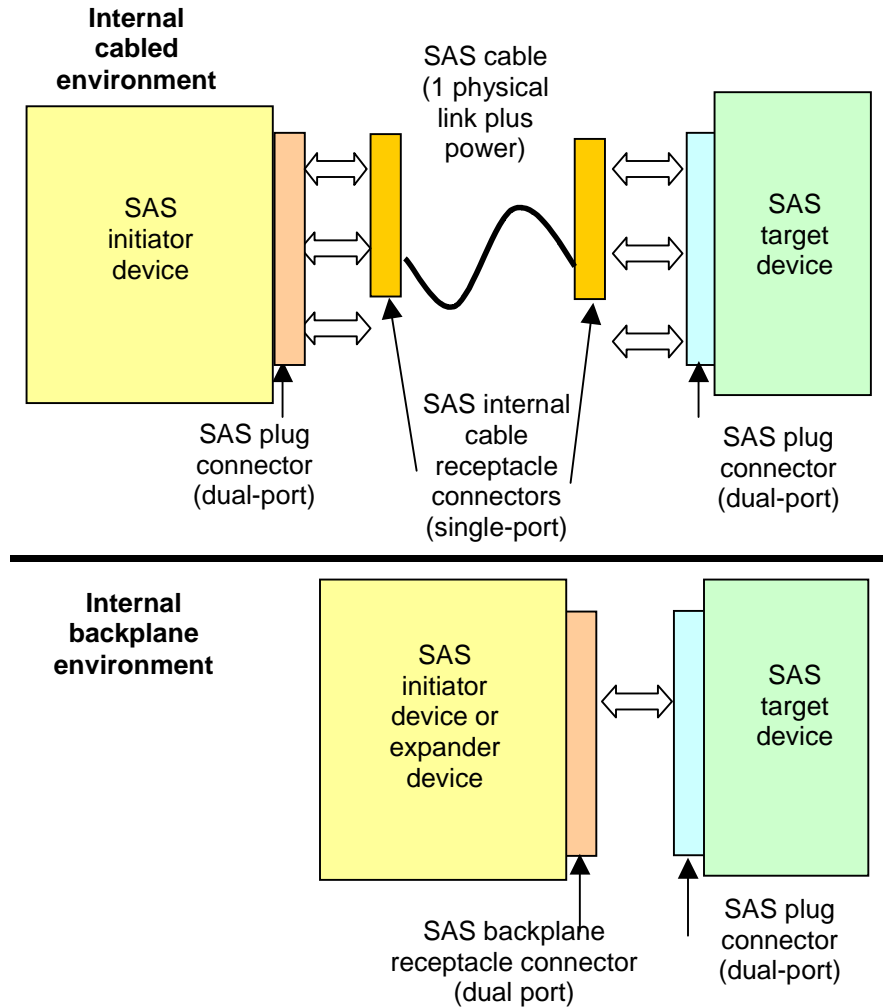 Internal
cabled
environment
SAS cable
(1 physical
link plus
power)
SAS
initiator
device
SAS
target
device
SAS plug
connector
(dual-port)
SAS internal
cable
receptacle
connectors
(single-port)
SAS plug
connector
(dual-port)
Internal
backplane
environment
SAS
initiator
device or
expander
device
SAS
target
device
SAS backplane
receptacle connector
(dual port)
SAS plug
connector
(dual-port)